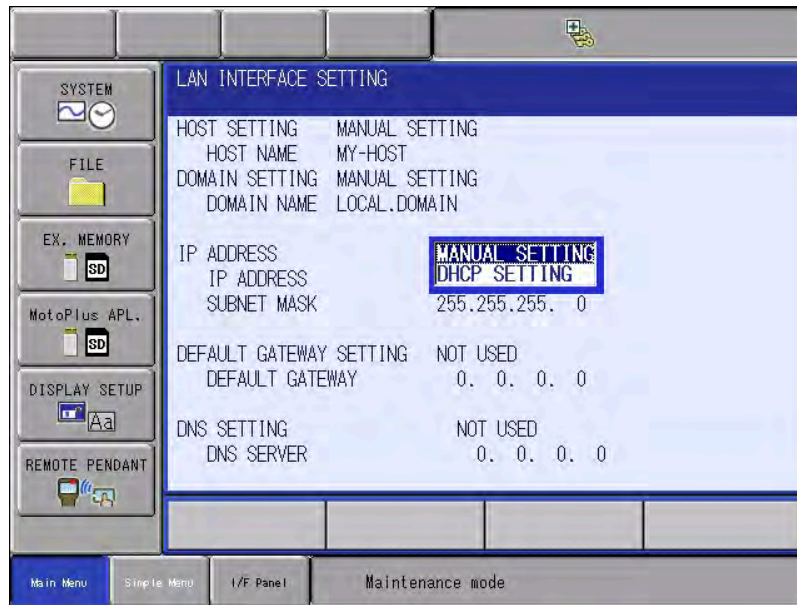 SYSTEM
FILE
EX. MEMORY
SD
MotoPlus APL.
SD
DISPLAY SETUP
Aa
REMOTE PENDANT
LAN INTERFACE SETTING
HOST SETTING MANUAL SETTING
HOST NAME MY-HOST
DOMAIN SETTING MANUAL SETTING
DOMAIN NAME LOCAL.DOMAIN
IP ADDRESS MANUAL SETTING
IP ADDRESS DHCP SETTING
SUBNET MASK 255.255.255. 0
DEFAULT GATEWAY SETTING NOT USED
DEFAULT GATEWAY 0. 0. 0. 0
DNS SETTING NOT USED
DNS SERVER 0. 0. 0. 0
Main Menu Simple Menu I/F Panel Maintenance mode